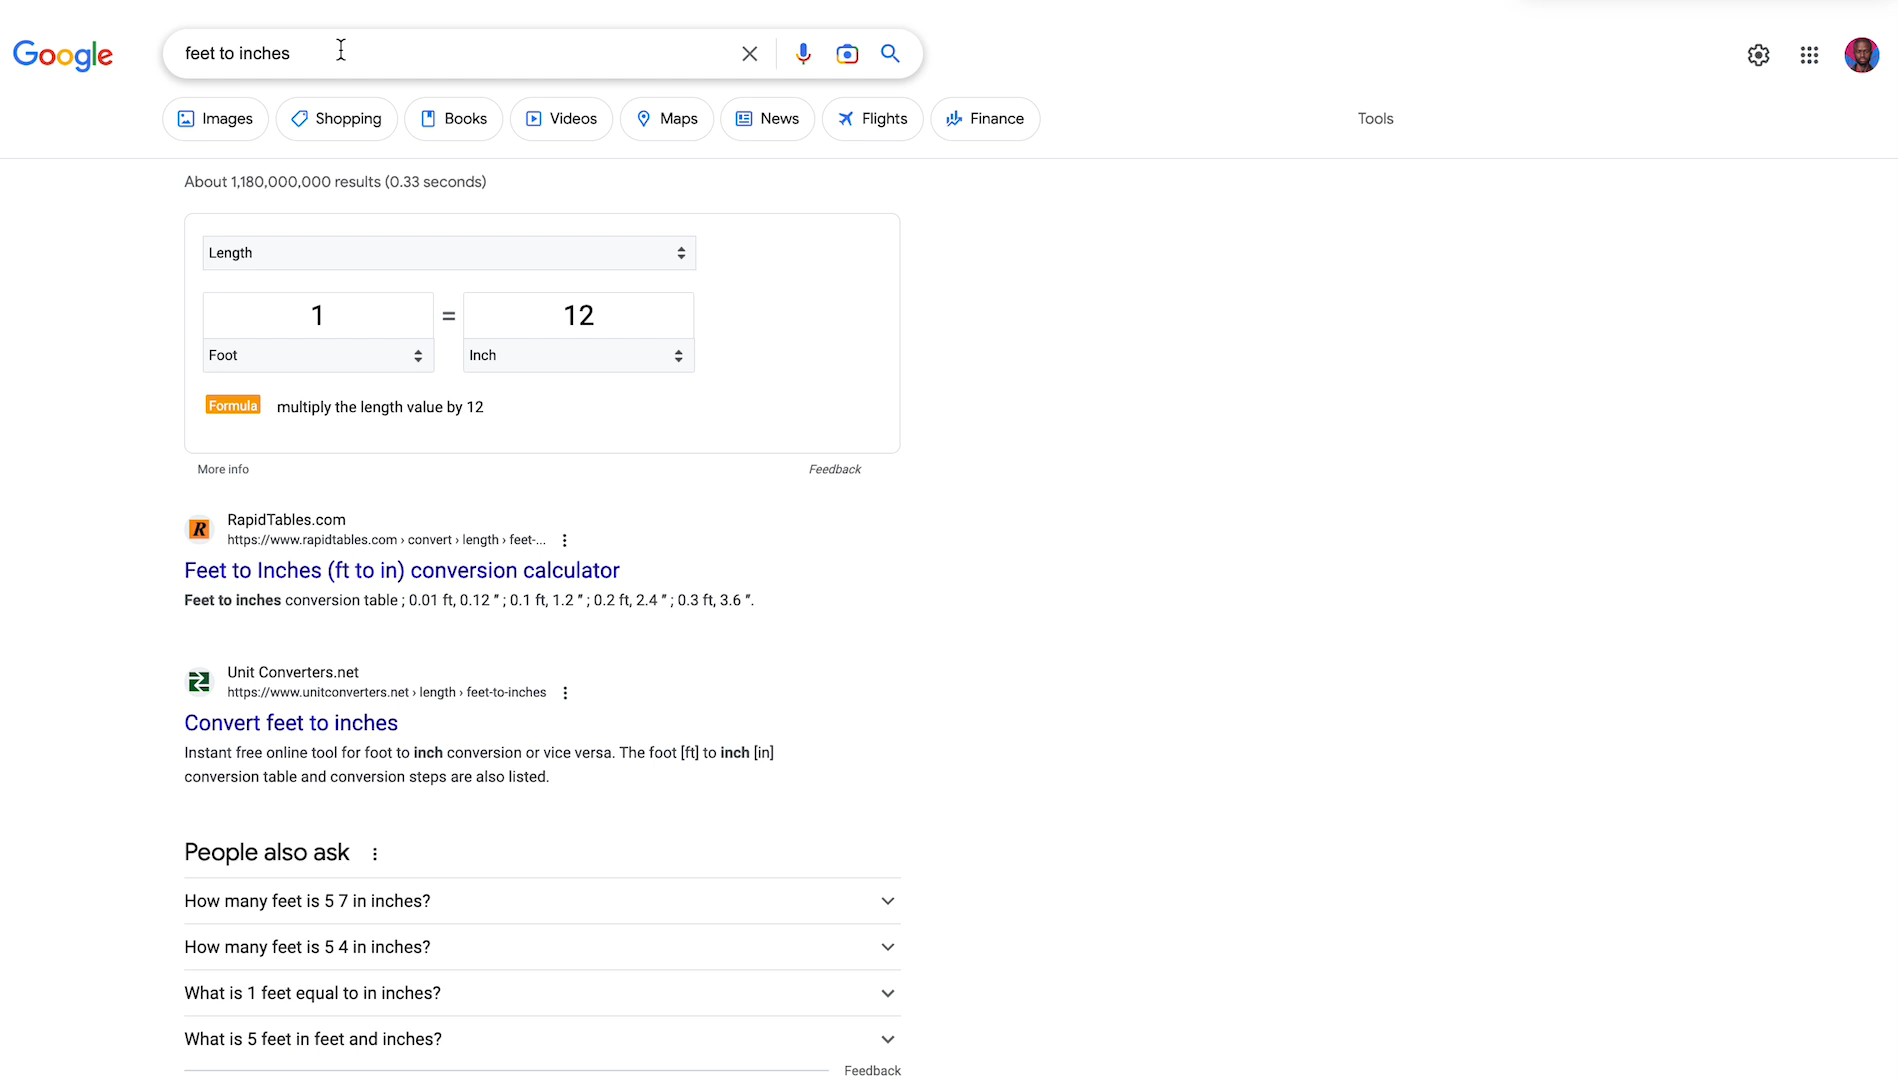 Google
feet to inches
Images
Shopping
Books
Videos
Maps
News
Flights
Finance
Tools
About 1,180,000,000 results (0.33 seconds)
Length
1 = 12
Foot
Inch
Formula multiply the length value by 12
More info
Feedback
R
RapidTables.com
https://www.rapidtables.com › convert › length › feet-...
Feet to Inches (ft to in) conversion calculator
Feet to inches conversion table ; 0.01 ft, 0.12 ″ ; 0.1 ft, 1.2 ″ ; 0.2 ft, 2.4 ″ ; 0.3 ft, 3.6 ″.
Unit Converters.net
https://www.unitconverters.net › length › feet-to-inches
Convert feet to inches
Instant free online tool for foot to inch conversion or vice versa. The foot [ft] to inch [in]
conversion table and conversion steps are also listed.
People also ask
How many feet is 5 7 in inches?
How many feet is 5 4 in inches?
What is 1 feet equal to in inches?
What is 5 feet in feet and inches?
Feedback